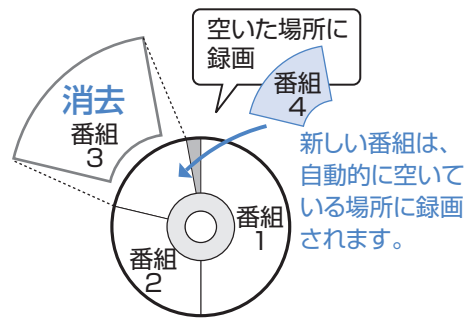 空いた場所に
録画
番組
4
消去
番組
3
新しい番組は、
自動的に空いて
いる場所に録画
されます。
番組
1
番組
2